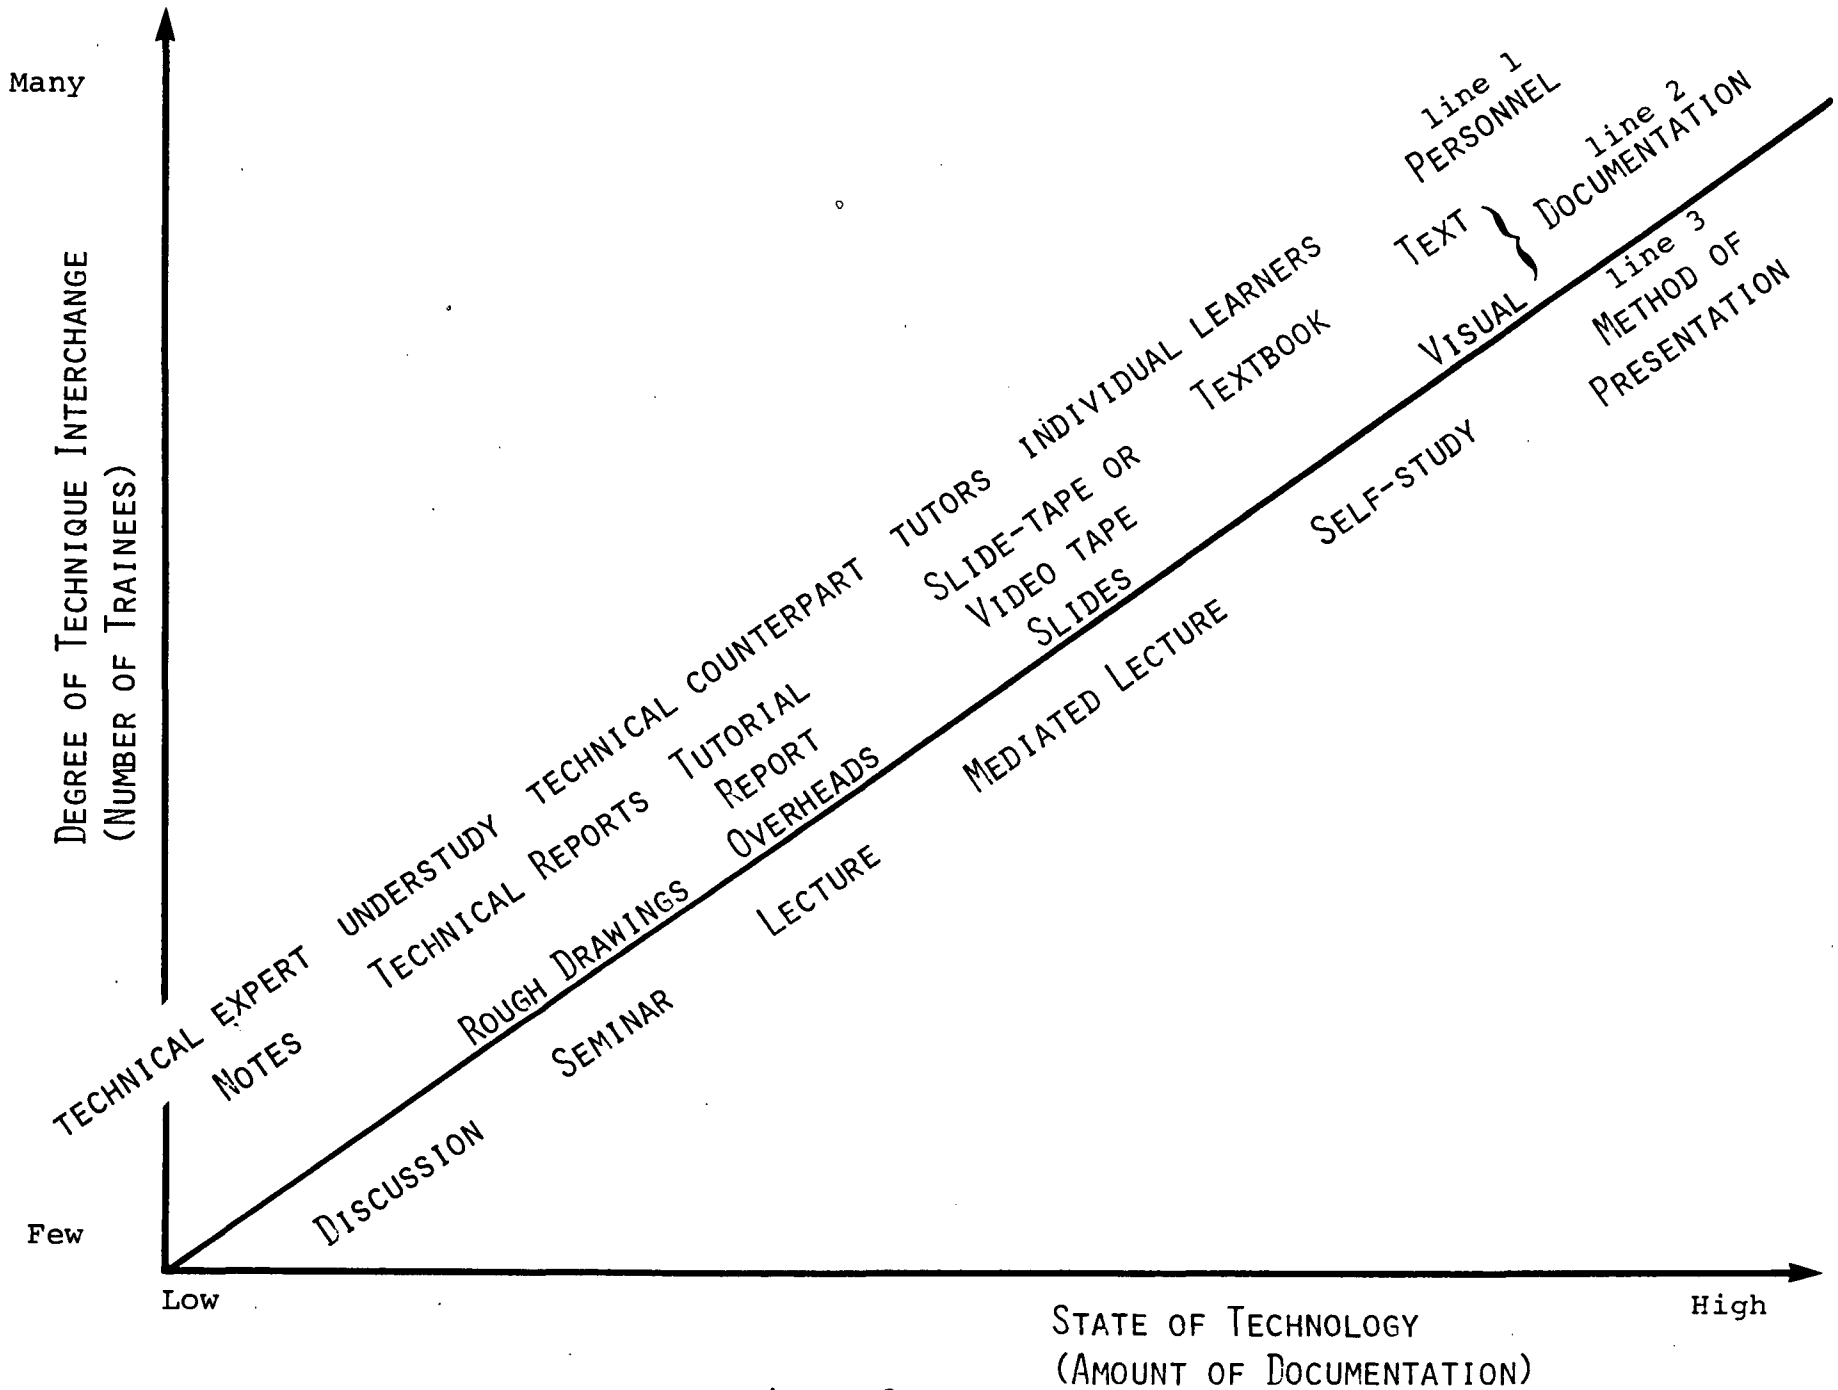 Many
DEGREE OF TECHNIQUE INTERCHANGE
(NUMBER OF TRAINEES)
Few
line 1
PERSONNEL
line 2
DOCUMENTATION
TEXT
VISUAL
line 3
METHOD OF
PRESENTATION
TECHNICAL EXPERT UNDERSTUDY TECHNICAL COUNTERPART TUTORS INDIVIDUAL LEARNERS
NOTES
TECHNICAL REPORTS
TUTORIAL
REPORT
SLIDE-TAPE OR
VIDEO TAPE
TEXTBOOK
ROUGH DRAWINGS
OVERHEADS
SLIDES
DISCUSSION
SEMINAR
LECTURE
MEDIATED LECTURE
SELF-STUDY
Low
High
STATE OF TECHNOLOGY
(AMOUNT OF DOCUMENTATION)